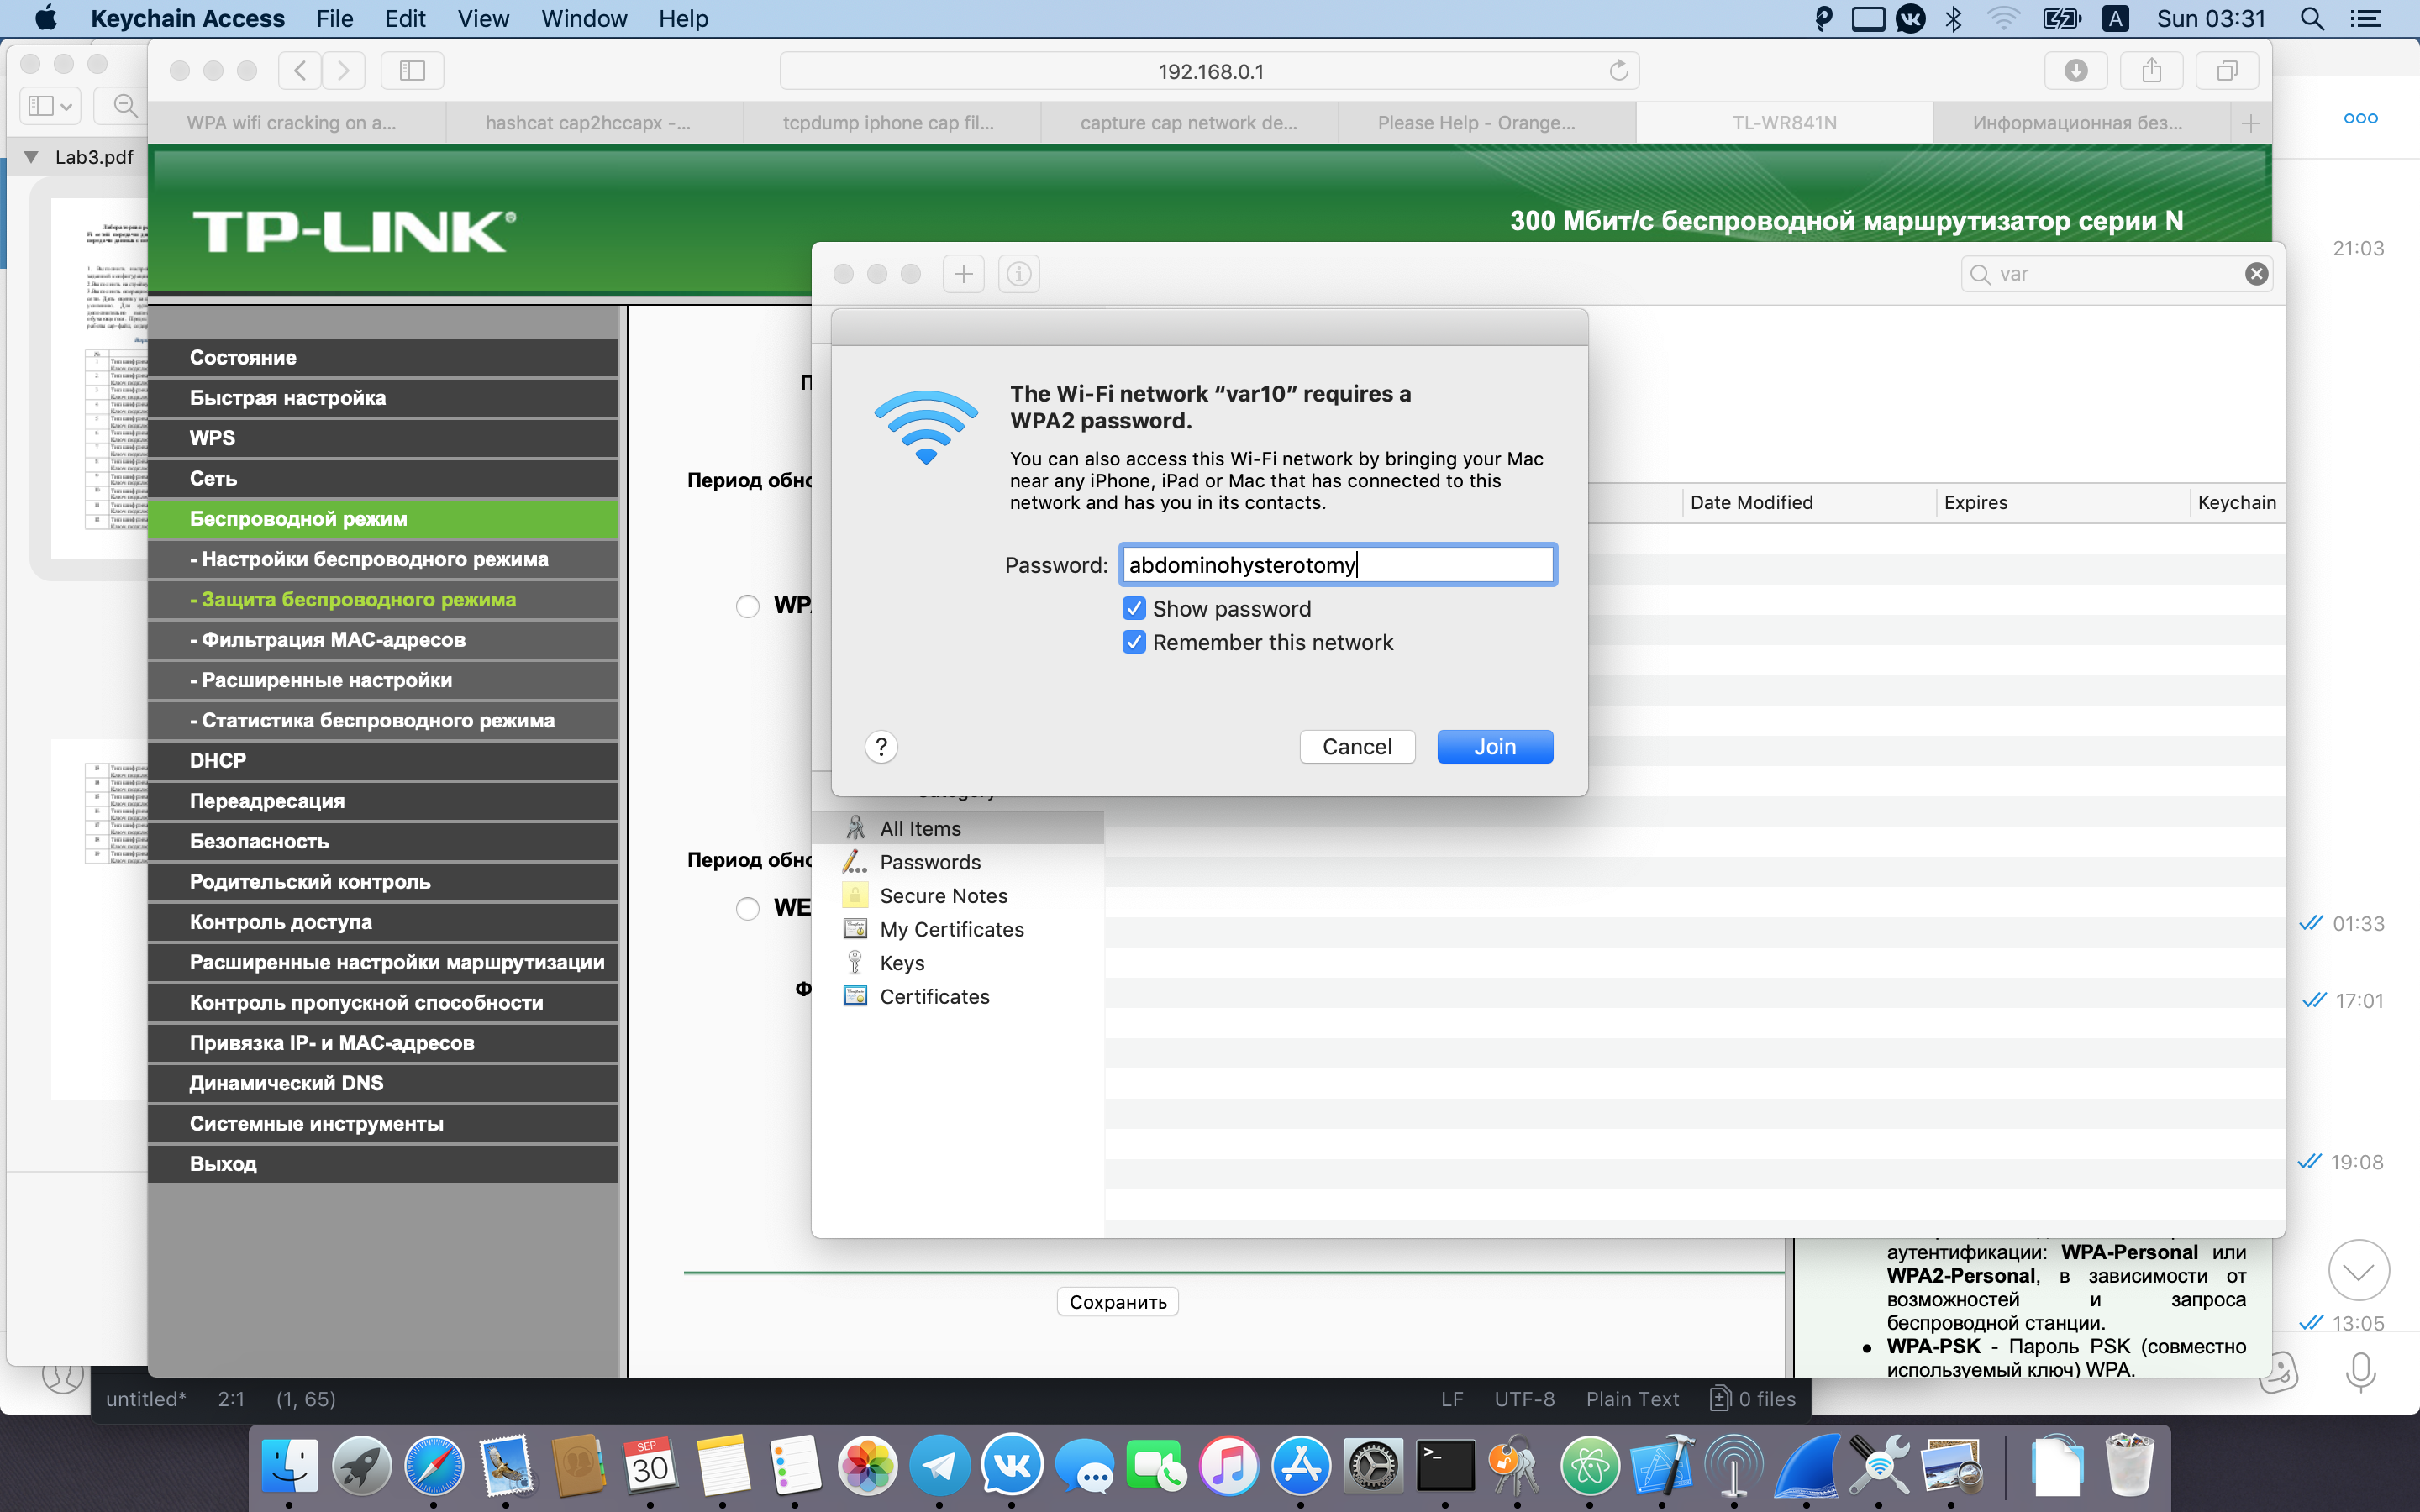 Keychain Access File Edit View Window Help
A Sun 03:31
192.168.0.1
WPA wifi cracking on a...
hashcat cap2hccapx -...
tcpdump iphone cap fil...
capture cap network de...
Please Help - Orange...
TL-WR841N
Информационная без...
Lab3.pdf
TP-LINK®
300 Мбит/с беспроводной маршрутизатор серии N
var
21:03
Состояние
Быстрая настройка
WPS
Сеть
Беспроводной режим
- Настройки беспроводного режима
- Защита беспроводного режима
- Фильтрация MAC-адресов
- Расширенные настройки
- Статистика беспроводного режима
DHCP
Переадресация
Безопасность
Родительский контроль
Контроль доступа
Расширенные настройки маршрутизации
Контроль пропускной способности
Привязка IP- и MAC-адресов
Динамический DNS
Системные инструменты
Выход
Период обно
WPA
Период обно
WE
Ф
The Wi-Fi network “var10” requires a
WPA2 password.
You can also access this Wi-Fi network by bringing your Mac
near any iPhone, iPad or Mac that has connected to this
network and has you in its contacts.
Password: abdominohysterotomy
Show password
Remember this network
? Cancel Join
Date Modified Expires Keychain
Category
All Items
Passwords
Secure Notes
My Certificates
Keys
Certificates
01:33
17:01
19:08
13:05
Сохранить
аутентификации: WPA-Personal или
WPA2-Personal, в зависимости от
возможностей и запроса
беспроводной станции.
WPA-PSK - Пароль PSK (совместно
используемый ключ) WPA.
untitled* 2:1 (1, 65)
LF UTF-8 Plain Text 0 files
SEP
30